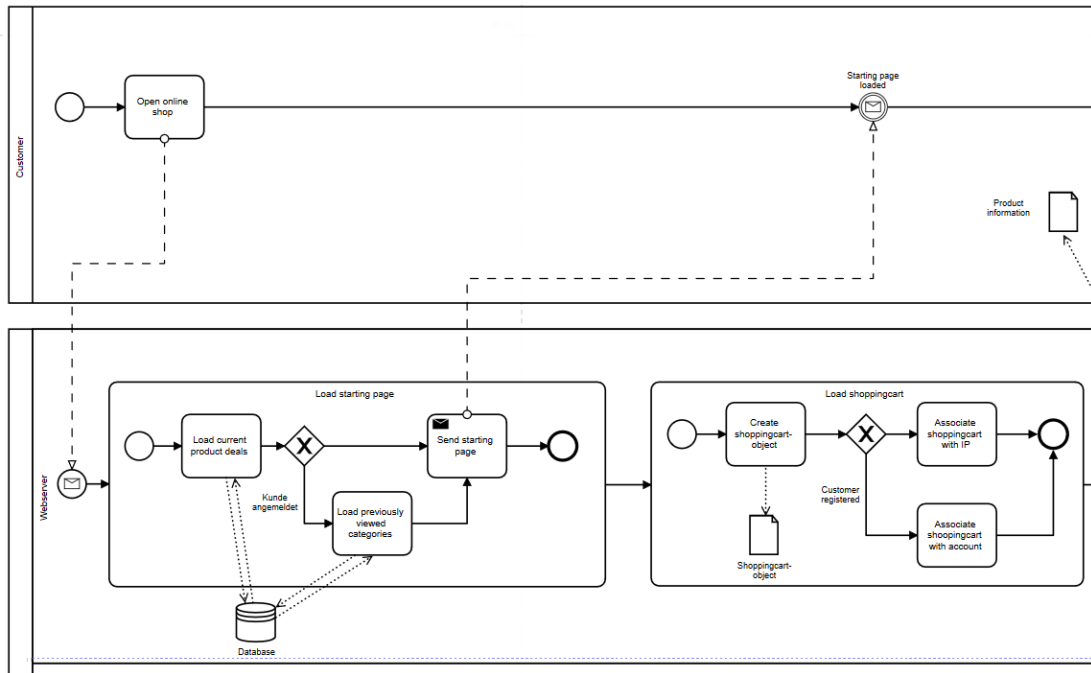 Customer
Open online
shop
Starting page
loaded
Product
information
Webserver
Load starting page
Load current
product deals
Kunde
angemeldet
Load previously
viewed
categories
Send starting
page
Database
Load shoppingcart
Create
shoppingcart-
object
Shoppingcart-
object
Customer
registered
Associate
shoppingcart
with IP
Associate
shoopingcart
with account